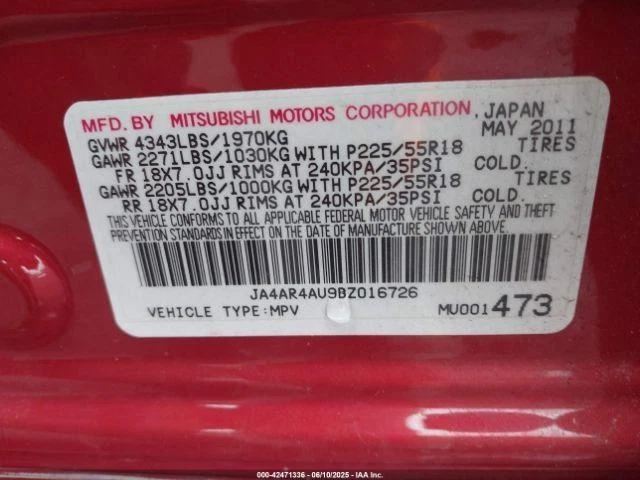 MFD. BY MITSUBISHI MOTORS CORPORATION, JAPAN
GVWR 4343LBS/1970KG MAY 2011
GAWR 2271LBS/1030KG WITH P225/55R18 TIRES
FR 18X7.0JJ RIMS AT 240KPA/35PSI COLD.
GAWR 2205LBS/1000KG WITH P225/55R18 TIRES
RR 18X7.0JJ RIMS AT 240KPA/35PSI COLD.
THIS VEHICLE CONFORMS TO ALL APPLICABLE FEDERAL MOTOR VEHICLE SAFETY AND THEFT
PREVENTION STANDARDS IN EFFECT ON THE DATE OF MANUFACTURE SHOWN ABOVE.
JA4AR4AU9BZ016726
VEHICLE TYPE:MPV MU001473
000-42471336 - 06/10/2025 - IAA Inc.